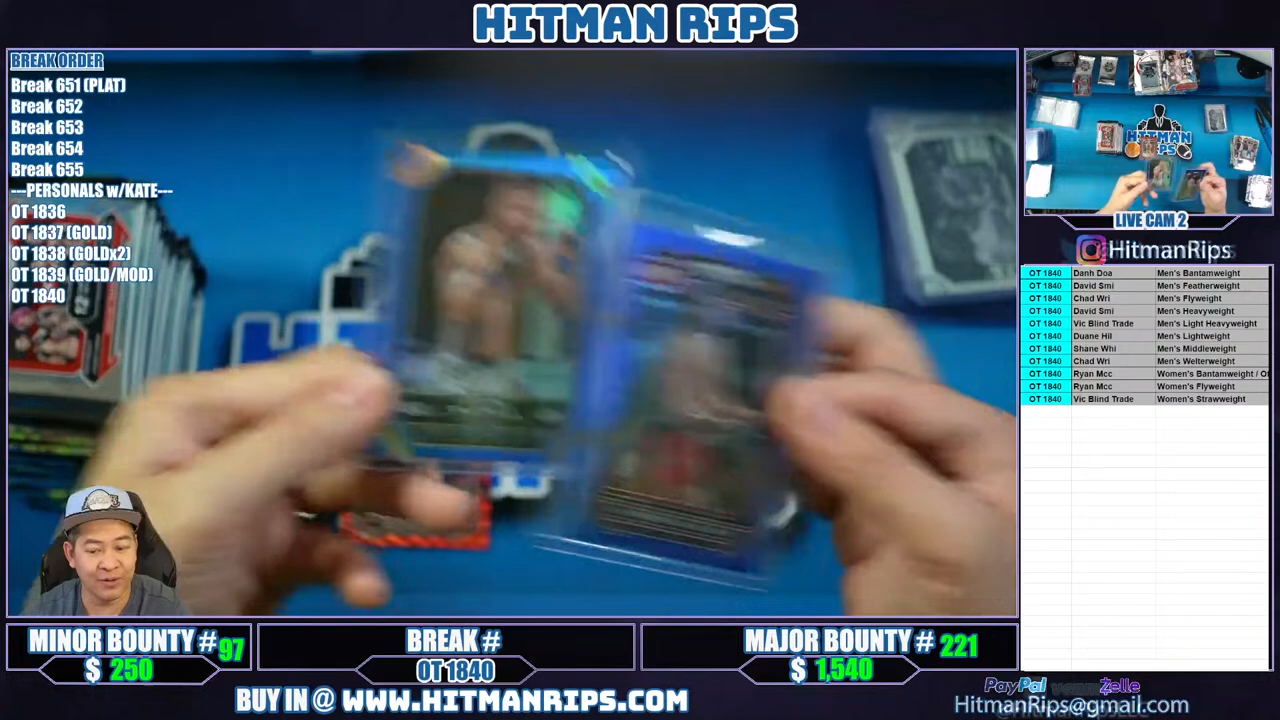 HITMAN RIPS
BREAK ORDER
Break 651 (PLAT)
Break 652
Break 653
Break 654
Break 655
---PERSONALS w/KATE---
OT 1836
OT 1837 (GOLD)
OT 1838 (GOLDx2)
OT 1839 (GOLD/MOD)
OT 1840
HITMAN
RIPS
LIVE CAM 2
HitmanRips
OT 1840 Danh Doa Men's Bantamweight
OT 1840 David Smi Men's Featherweight
OT 1840 Chad Wri Men's Flyweight
OT 1840 David Smi Men's Heavyweight
OT 1840 Vic Blind Trade Men's Light Heavyweight
OT 1840 Duane Hil Men's Lightweight
OT 1840 Shane Whi Men's Middleweight
OT 1840 Chad Wri Men's Welterweight
OT 1840 Ryan Mcc Women's Bantamweight / Ot
OT 1840 Ryan Mcc Women's Flyweight
OT 1840 Vic Blind Trade Women's Strawweight
MINOR BOUNTY # 97
$ 250
BREAK #
OT 1840
MAJOR BOUNTY # 221
$ 1,540
BUY IN @ WWW.HITMANRIPS.COM
PayPal Zelle
HitmanRips@gmail.com